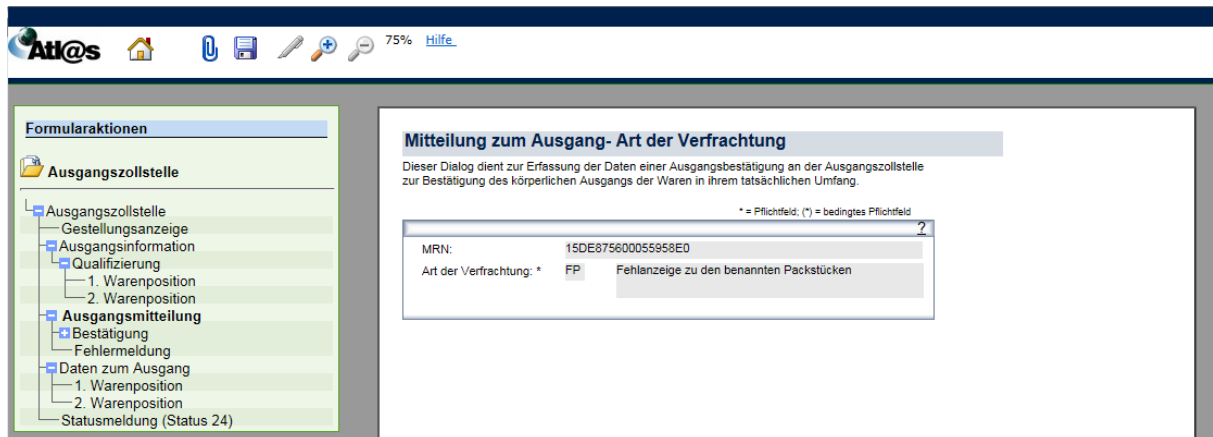 Atl@s
75% Hilfe
Formularaktionen
Ausgangszollstelle
Ausgangszollstelle
Gestellungsanzeige
Ausgangsinformation
Qualifizierung
1. Warenposition
2. Warenposition
Ausgangsmitteilung
Bestätigung
Fehlermeldung
Daten zum Ausgang
1. Warenposition
2. Warenposition
Statusmeldung (Status 24)
Mitteilung zum Ausgang- Art der Verfrachtung
Dieser Dialog dient zur Erfassung der Daten einer Ausgangsbestätigung an der Ausgangzollstelle
zur Bestätigung des körperlichen Ausgangs der Waren in ihrem tatsächlichen Umfang.
* = Pflichtfeld; (*) = bedingtes Pflichtfeld
?
MRN: 15DE875600055958E0
Art der Verfrachtung: * FP Fehlanzeige zu den benannten Packstücken